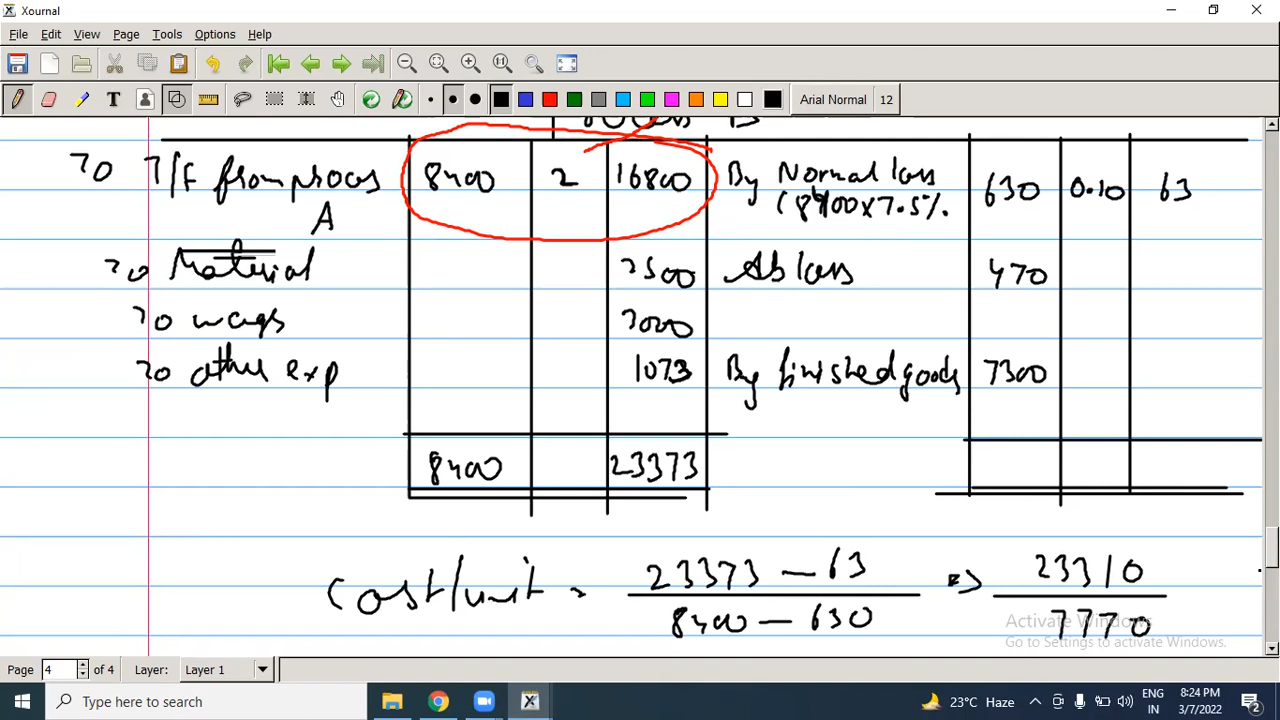 Xournal
File Edit View Page Tools Options Help
Arial Normal 12
To T/F from process A 8400 2 16800 By Normal loss (8400x7.5%. 630 0.10 63
To Material 2500 Ab loss 470
To wages 3000
To other exp 1073 By finished goods 7300
8400 23373
Cost/unit = 23373 — 63 => 23310
8400 — 630 7770
Activate Windows
Go to Settings to activate Windows.
Page 4 of 4 Layer: Layer 1
Type here to search 23°C Haze ENG IN 8:24 PM 3/7/2022 2